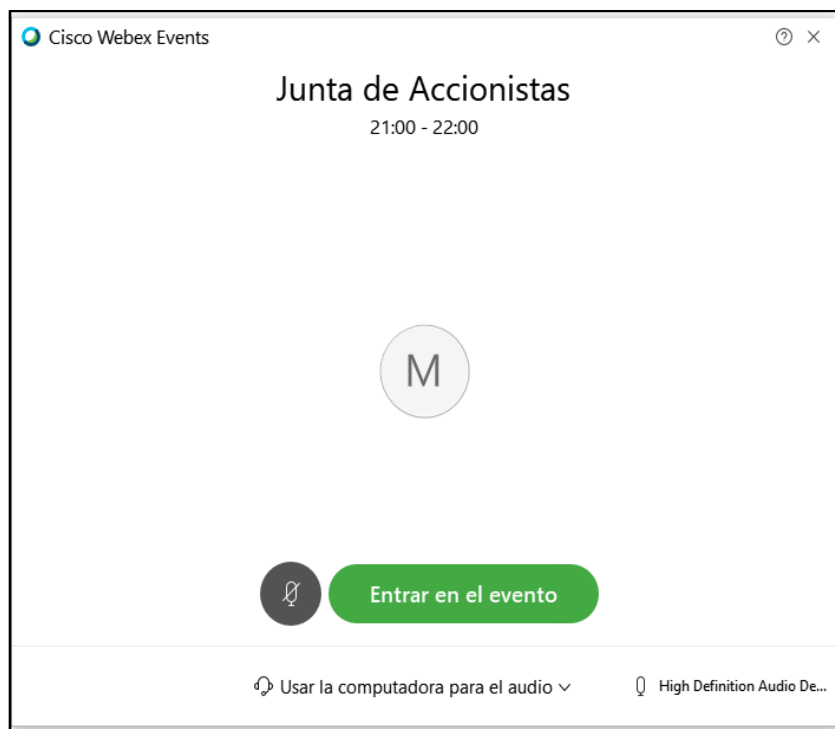 Cisco Webex Events
Junta de Accionistas
21:00 - 22:00
M
Entrar en el evento
Usar la computadora para el audio
High Definition Audio De...